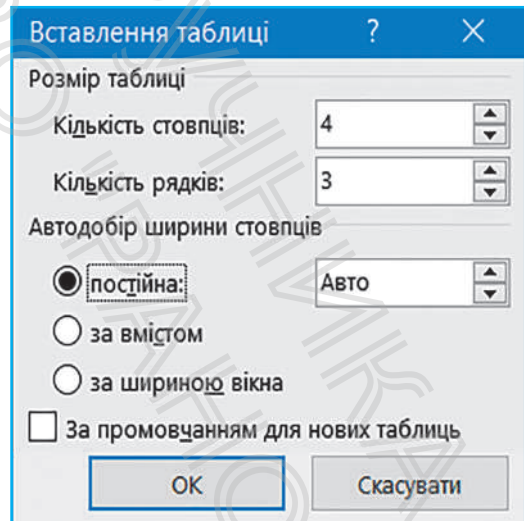 Вставлення таблиці ?
Розмір таблиці
Кількість стовпців: 4
Кількість рядків: 3
Автодобір ширини стовпців
постійна: Авто
за вмістом
за шириною вікна
За промовчанням для нових таблиць
ОК Скасувати